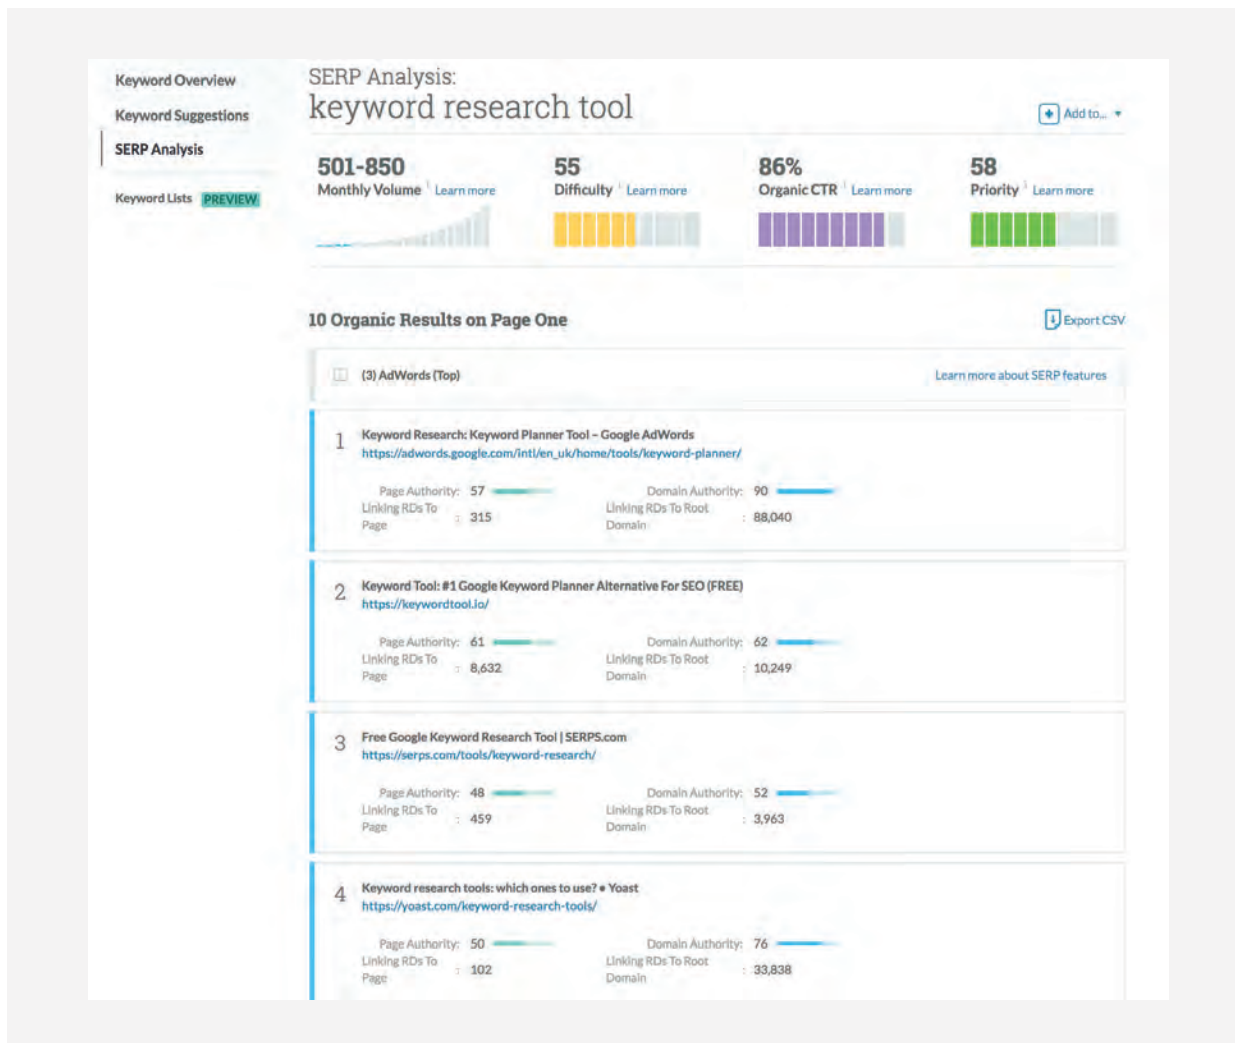 Keyword Overview
Keyword Suggestions
SERP Analysis
Keyword Lists PREVIEW
SERP Analysis:
keyword research tool
Add to...
501-850
Monthly Volume Learn more
55
Difficulty Learn more
86%
Organic CTR Learn more
58
Priority Learn more
10 Organic Results on Page One
Export CSV
(3) AdWords (Top)
Learn more about SERP features
1
Keyword Research: Keyword Planner Tool – Google AdWords
https://adwords.google.com/intl/en_uk/home/tools/keyword-planner/
Page Authority: 57
Domain Authority: 90
Linking RDs To Page : 315
Linking RDs To Root Domain : 88,040
2
Keyword Tool: #1 Google Keyword Planner Alternative For SEO (FREE)
https://keywordtool.io/
Page Authority: 61
Domain Authority: 62
Linking RDs To Page : 8,632
Linking RDs To Root Domain : 10,249
3
Free Google Keyword Research Tool | SERPS.com
https://serps.com/tools/keyword-research/
Page Authority: 48
Domain Authority: 52
Linking RDs To Page : 459
Linking RDs To Root Domain : 3,963
4
Keyword research tools: which ones to use? • Yoast
https://yoast.com/keyword-research-tools/
Page Authority: 50
Domain Authority: 76
Linking RDs To Page : 102
Linking RDs To Root Domain : 33,838